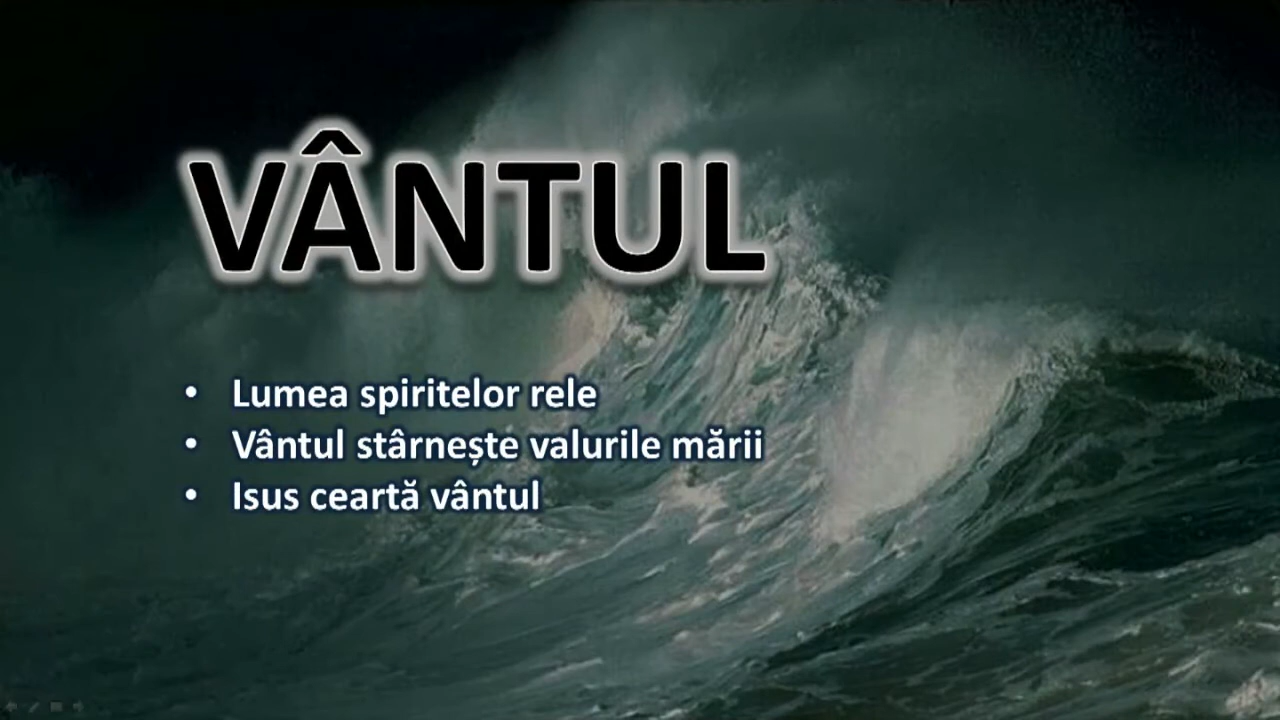 VÂNTUL
• Lumea spiritelor rele
• Vântul stârnește valurile mării
• Isus ceartă vântul